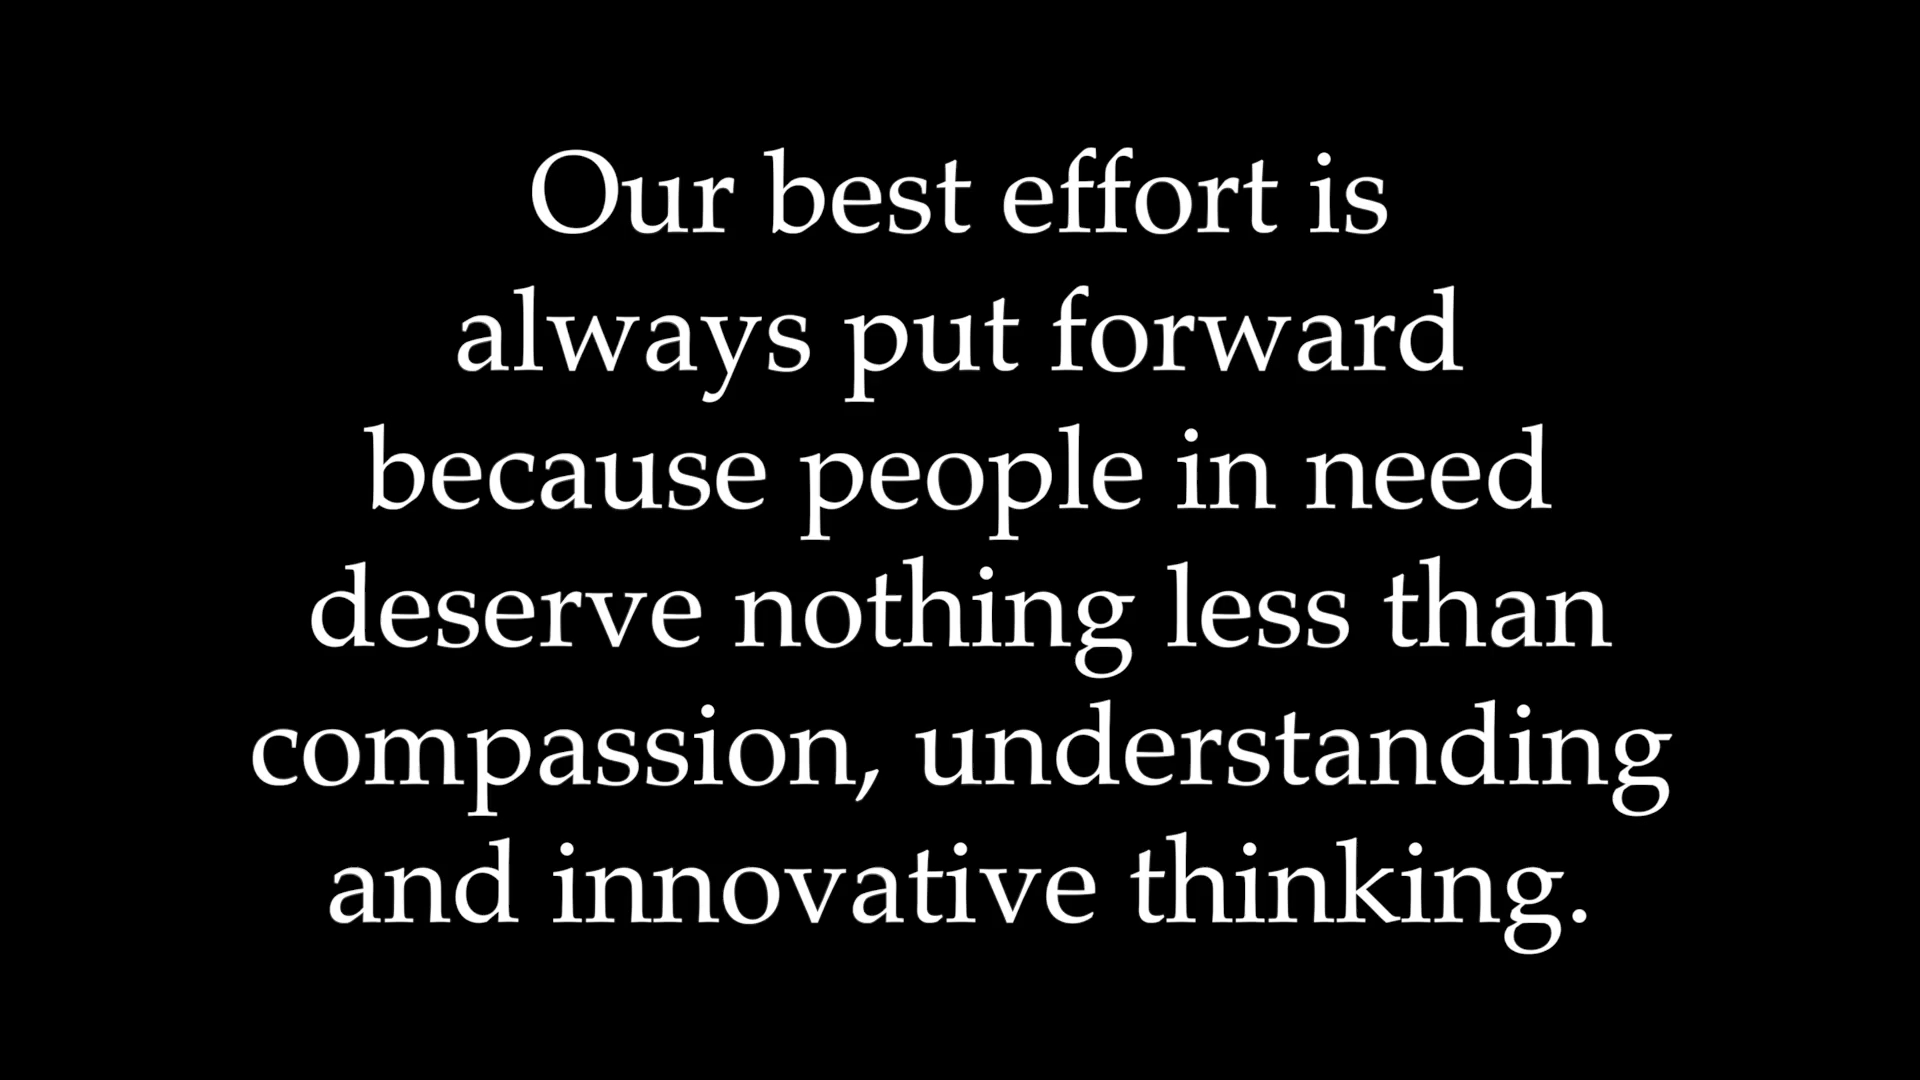 Our best effort is
always put forward
because people in need
deserve nothing less than
compassion, understanding
and innovative thinking.